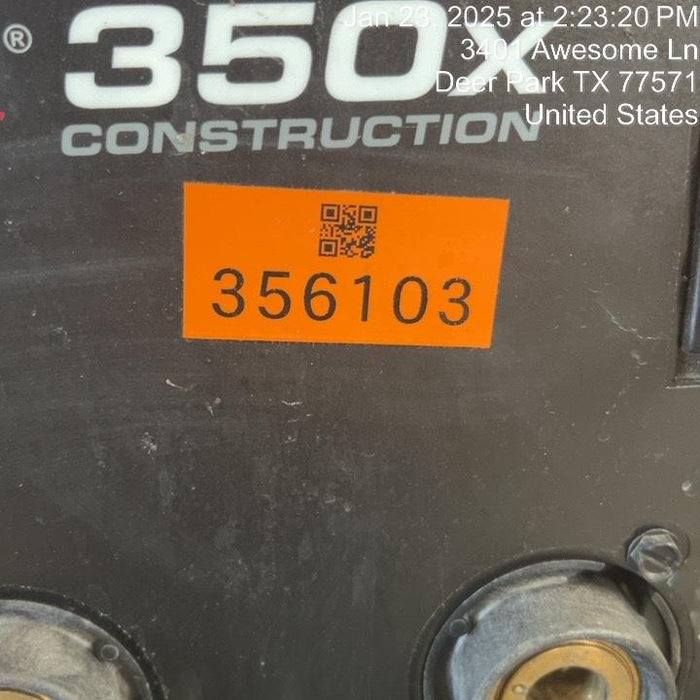 Jan 23, 2025 at 2:23:20 PM
3401 Awesome Ln
Deer Park TX 77571
United States
® 350X
CONSTRUCTION
356103